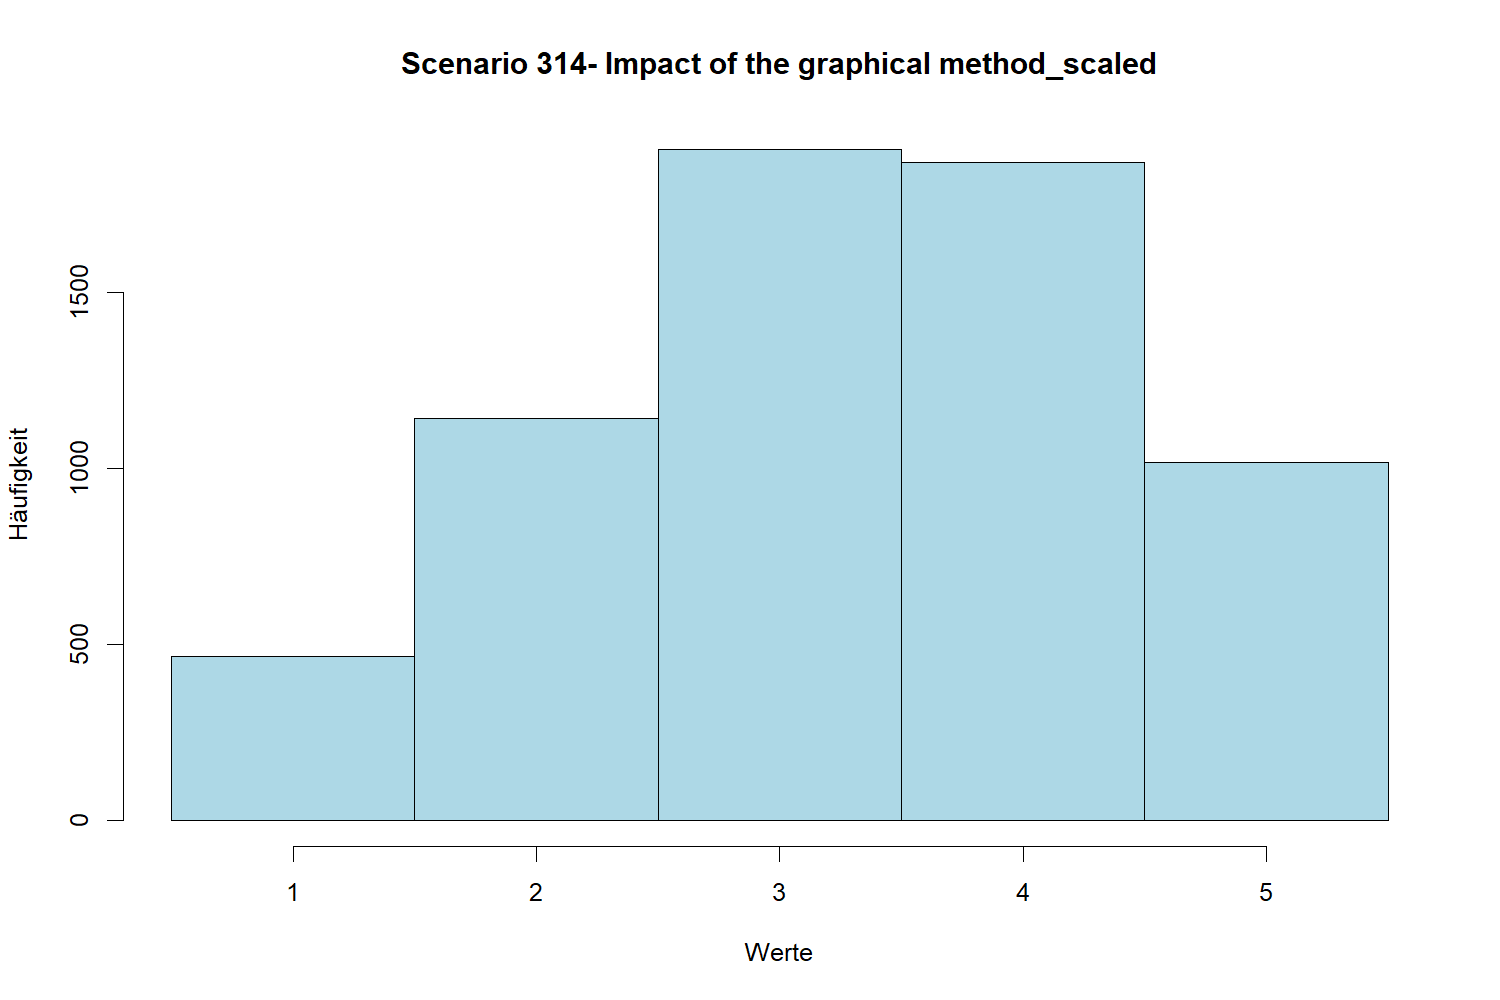 Scenario 314- Impact of the graphical method_scaled
Häufigkeit
1500
1000
500
0
1 2 3 4 5
Werte